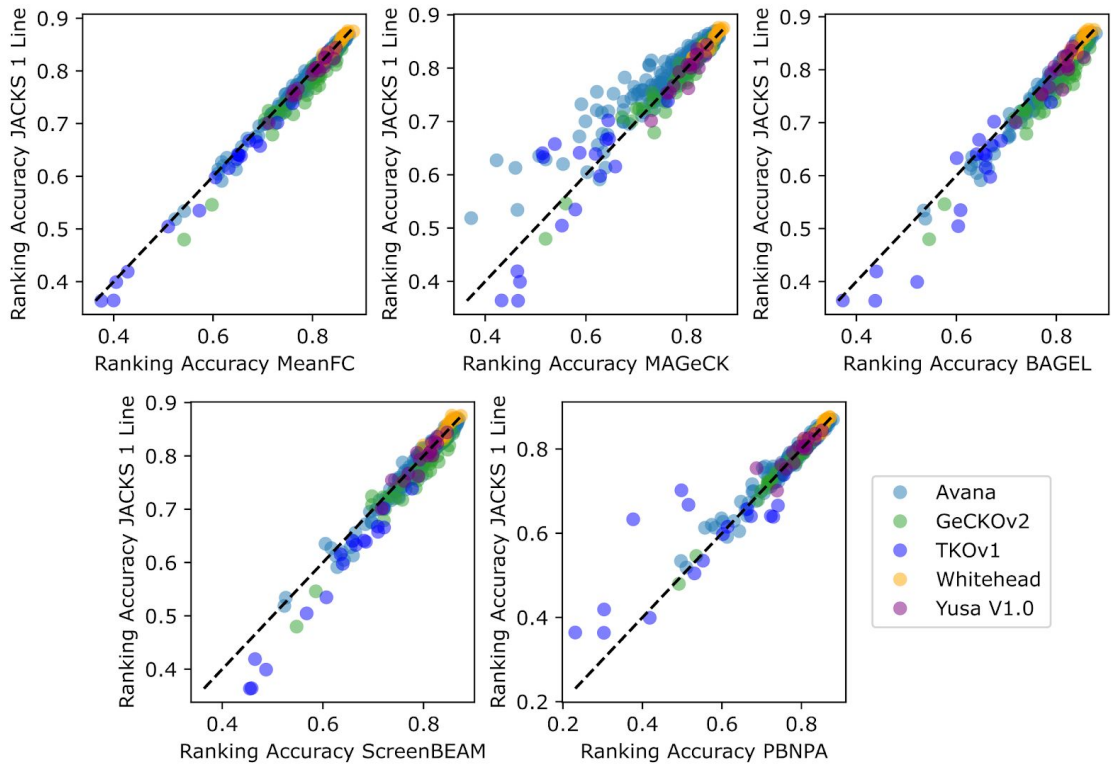 Ranking Accuracy JACKS 1 Line
0.9
0.8
0.7
0.6
0.5
0.4
0.4 0.6 0.8
Ranking Accuracy MeanFC
Ranking Accuracy JACKS 1 Line
0.9
0.8
0.7
0.6
0.5
0.4
0.4 0.6 0.8
Ranking Accuracy MAGeCK
Ranking Accuracy JACKS 1 Line
0.9
0.8
0.7
0.6
0.5
0.4
0.4 0.6 0.8
Ranking Accuracy BAGEL
Ranking Accuracy JACKS 1 Line
0.9
0.8
0.7
0.6
0.5
0.4
0.4 0.6 0.8
Ranking Accuracy ScreenBEAM
Ranking Accuracy JACKS 1 Line
0.8
0.6
0.4
0.2
0.2 0.4 0.6 0.8
Ranking Accuracy PBNPA
Avana
GeCKOv2
TKOv1
Whitehead
Yusa V1.0